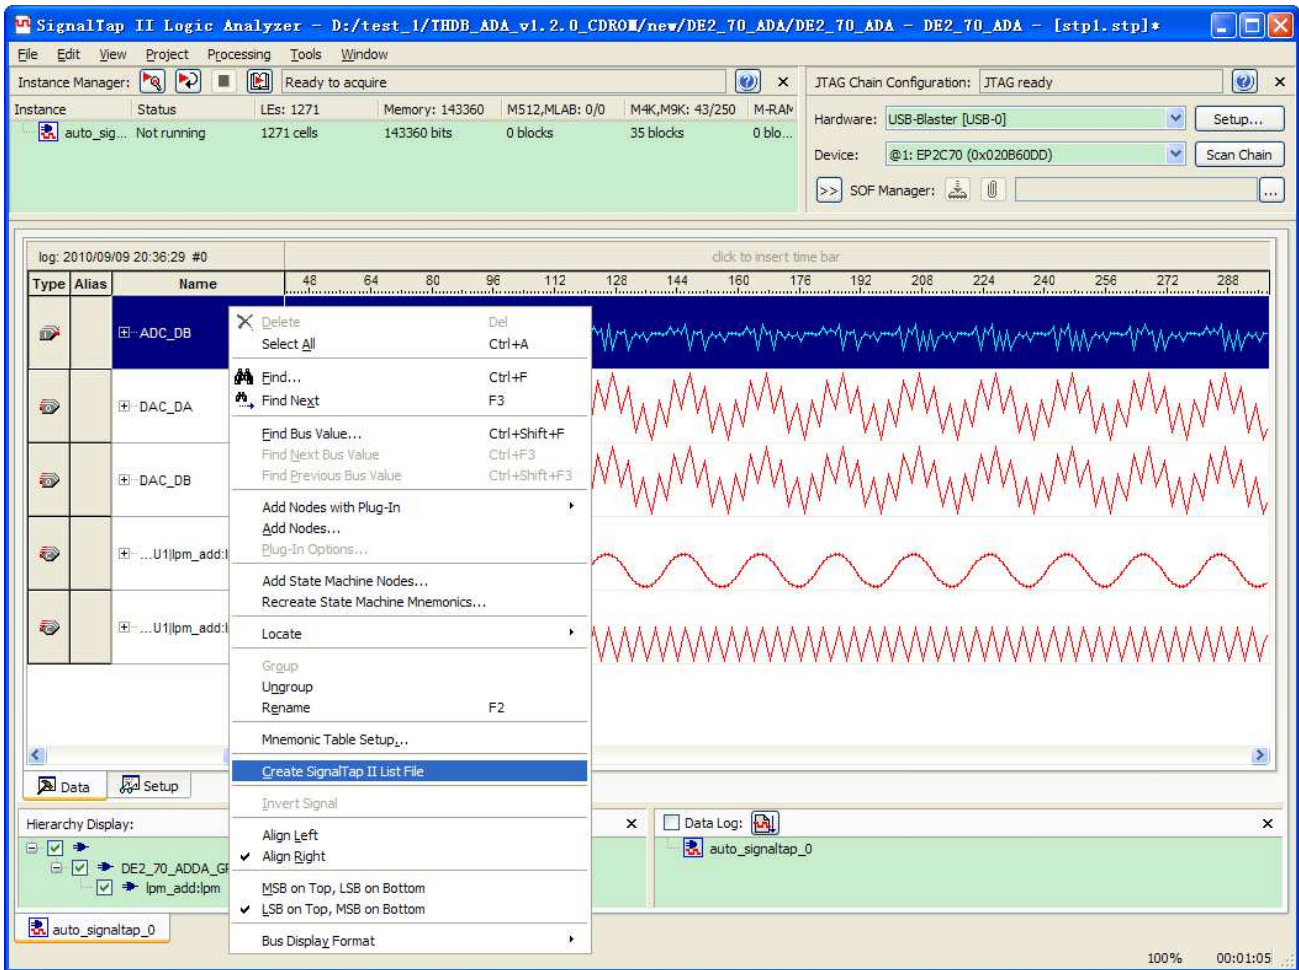 SignalTap II Logic Analyzer - D:/test_1/THDB_ADA_v1.2.0_CDROM/new/DE2_70_ADA/DE2_70_ADA - DE2_70_ADA - [stp1.stp]*
File Edit View Project Processing Tools Window
Instance Manager: Ready to acquire
JTAG Chain Configuration: JTAG ready
Instance Status LEs: 1271 Memory: 143360 M512,MLAB: 0/0 M4K,M9K: 43/250 M-RAM
auto_sig... Not running 1271 cells 143360 bits 0 blocks 35 blocks 0 blo...
Hardware: USB-Blaster [USB-0] Setup...
Device: @1: EP2C70 (0x020B60DD) Scan Chain
>> SOF Manager: ...
log: 2010/09/09 20:36:29 #0 click to insert time bar
Type Alias Name 48 64 80 96 112 128 144 160 176 192 208 224 240 256 272 288
ADC_DB
DAC_DA
DAC_DB
...U1|lpm_add:l
...U1|lpm_add:l
Delete Del
Select All Ctrl+A
Find... Ctrl+F
Find Next F3
Find Bus Value... Ctrl+Shift+F
Find Next Bus Value Ctrl+F3
Find Previous Bus Value Ctrl+Shift+F3
Add Nodes with Plug-In
Add Nodes...
Plug-In Options...
Add State Machine Nodes...
Recreate State Machine Mnemonics...
Locate
Group
Ungroup
Rename F2
Mnemonic Table Setup...
Create SignalTap II List File
Invert Signal
Align Left
Align Right
MSB on Top, LSB on Bottom
LSB on Top, MSB on Bottom
Bus Display Format
Data Setup
Hierarchy Display:
DE2_70_ADDA_GP
lpm_add:lpm
Data Log:
auto_signaltap_0
auto_signaltap_0
100% 00:01:05